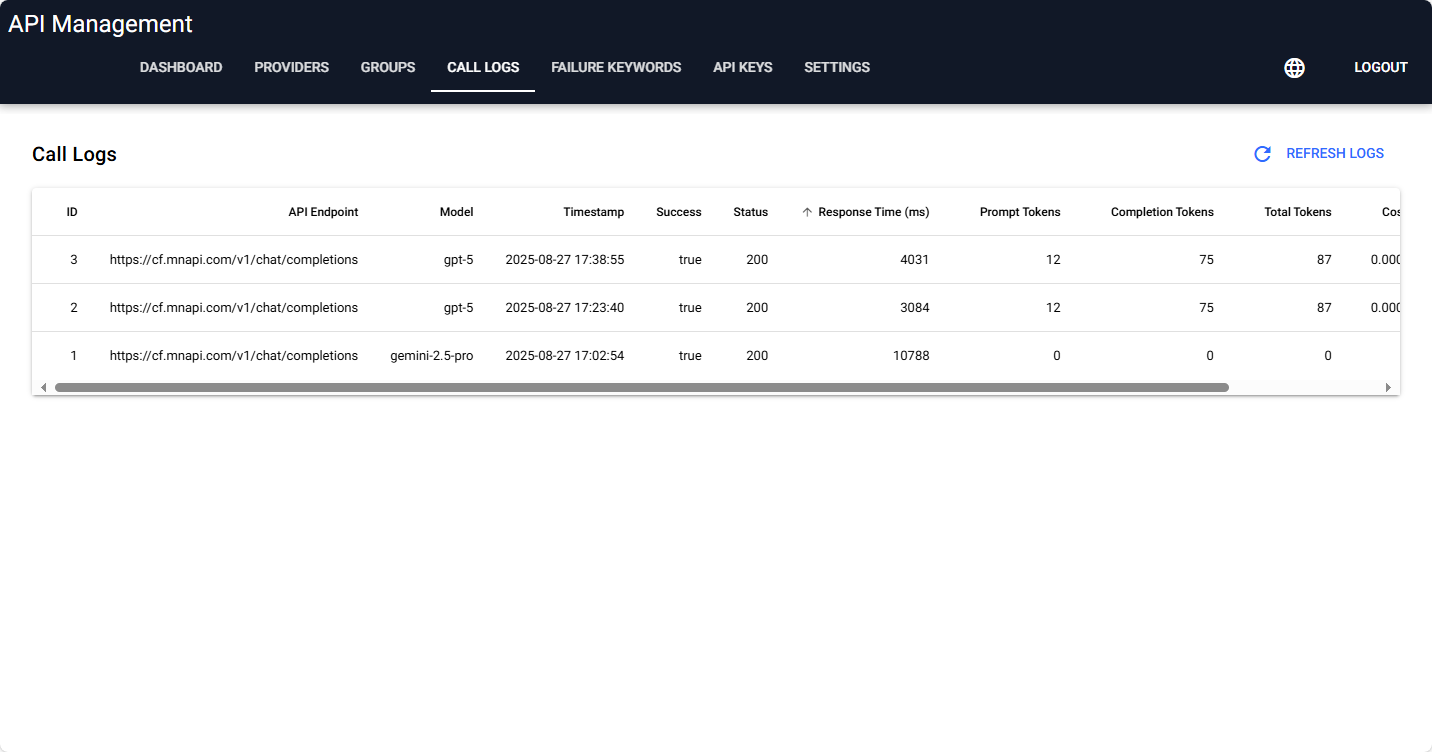 API Management
DASHBOARD PROVIDERS GROUPS CALL LOGS FAILURE KEYWORDS API KEYS SETTINGS LOGOUT
Call Logs REFRESH LOGS
ID API Endpoint Model Timestamp Success Status Response Time (ms) Prompt Tokens Completion Tokens Total Tokens Cos
3 https://cf.mnapi.com/v1/chat/completions gpt-5 2025-08-27 17:38:55 true 200 4031 12 75 87 0.000
2 https://cf.mnapi.com/v1/chat/completions gpt-5 2025-08-27 17:23:40 true 200 3084 12 75 87 0.000
1 https://cf.mnapi.com/v1/chat/completions gemini-2.5-pro 2025-08-27 17:02:54 true 200 10788 0 0 0